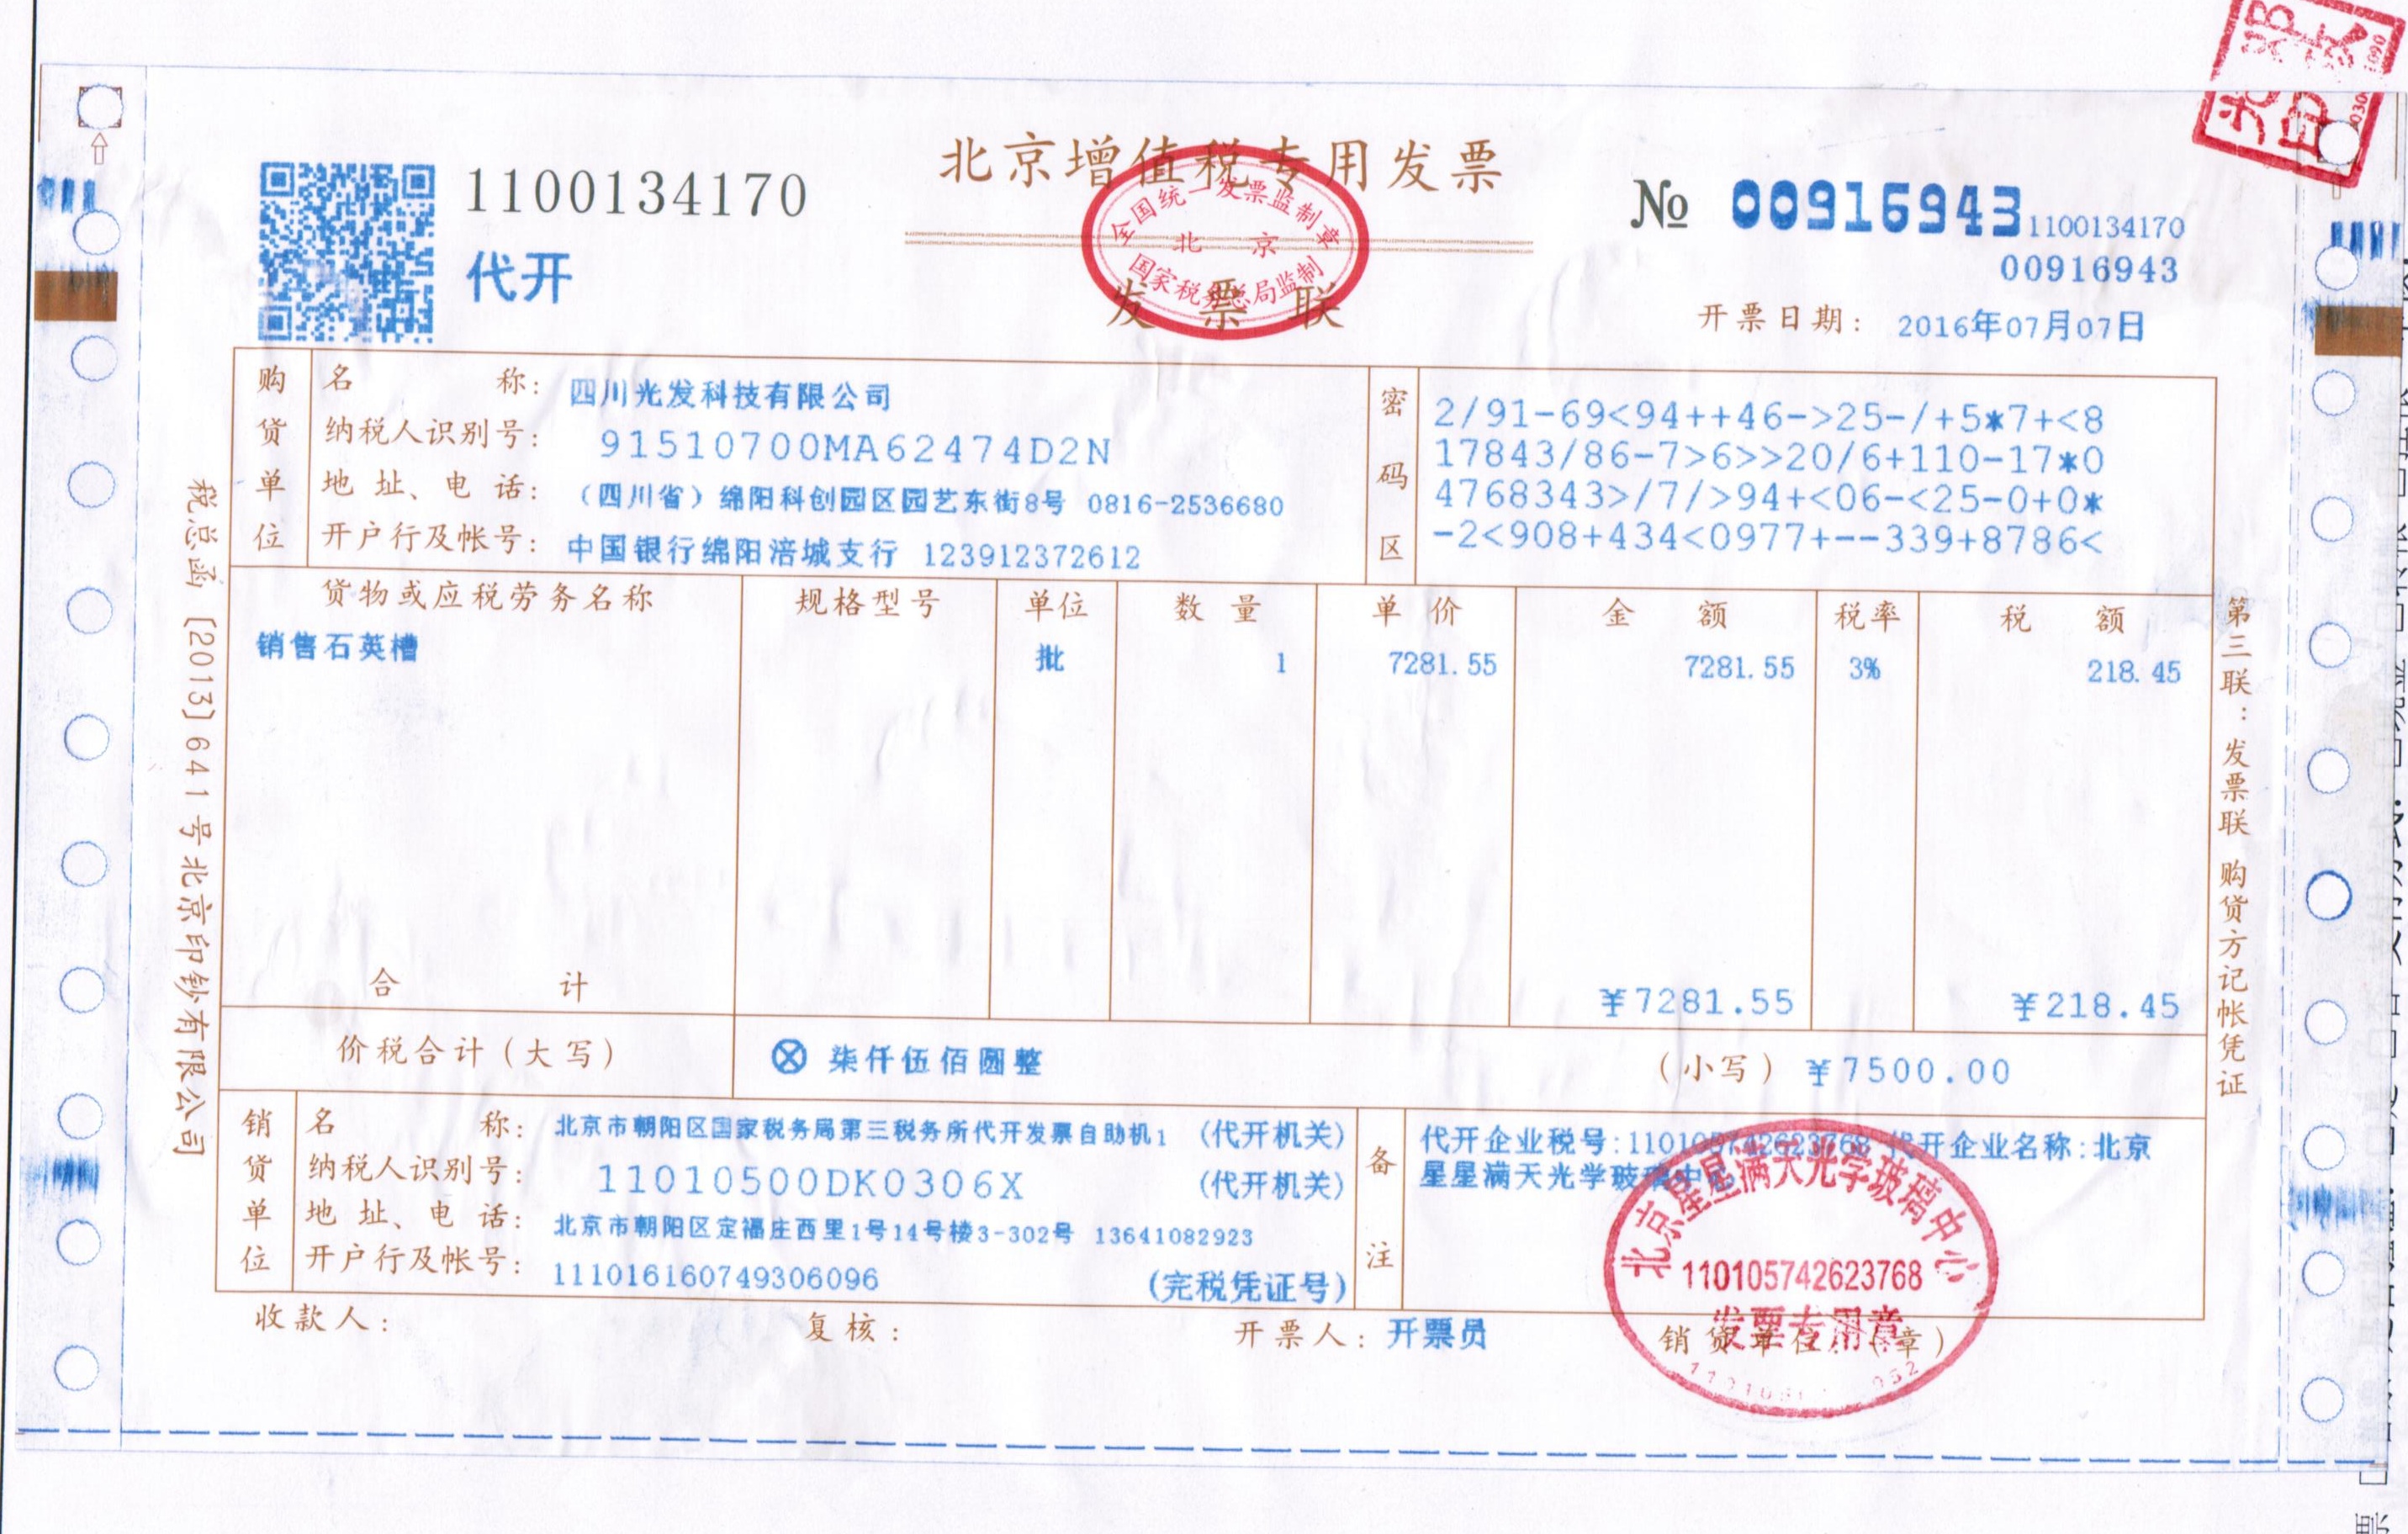 北京增值税专用发票
1100134170
№ 00916943
1100134170
代开
全国统一发票监制章
北京
国家税务总局监制
00916943
发票联
开票日期: 2016年07月07日
购货单位
名称: 四川光发科技有限公司
纳税人识别号: 91510700MA62474D2N
地址、电话: (四川省)绵阳科创园区园艺东街8号 0816-2536680
开户行及帐号: 中国银行绵阳涪城支行 123912372612
密码区
2/91-69<94++46->25-/+5*7+<8
17843/86-7>6>>20/6+110-17*0
4768343>/7/>94+<06-<25-0+0*
-2<908+434<0977+--339+8786<
货物或应税劳务名称 规格型号 单位 数量 单价 金额 税率 税额
销售石英槽 批 1 7281.55 7281.55 3% 218.45
合计 ¥7281.55 ¥218.45
价税合计(大写) ⊗ 柒仟伍佰圆整 (小写) ¥7500.00
销货单位
名称: 北京市朝阳区国家税务局第三税务所代开发票自助机1 (代开机关)
纳税人识别号: 11010500DK0306X (代开机关)
地址、电话: 北京市朝阳区定福庄西里1号14号楼3-302号 13641082923
开户行及帐号: 111016160749306096 (完税凭证号)
备注
代开企业税号:110105742623768 代开企业名称:北京
星星满天光学玻璃中心
北京星星满天光学玻璃中心
110105742623768
发票专用章
收款人: 复核: 开票人: 开票员 销货单位:(章)
税总函[2013]641号北京印钞有限公司
第三联:发票联 购货方记帐凭证